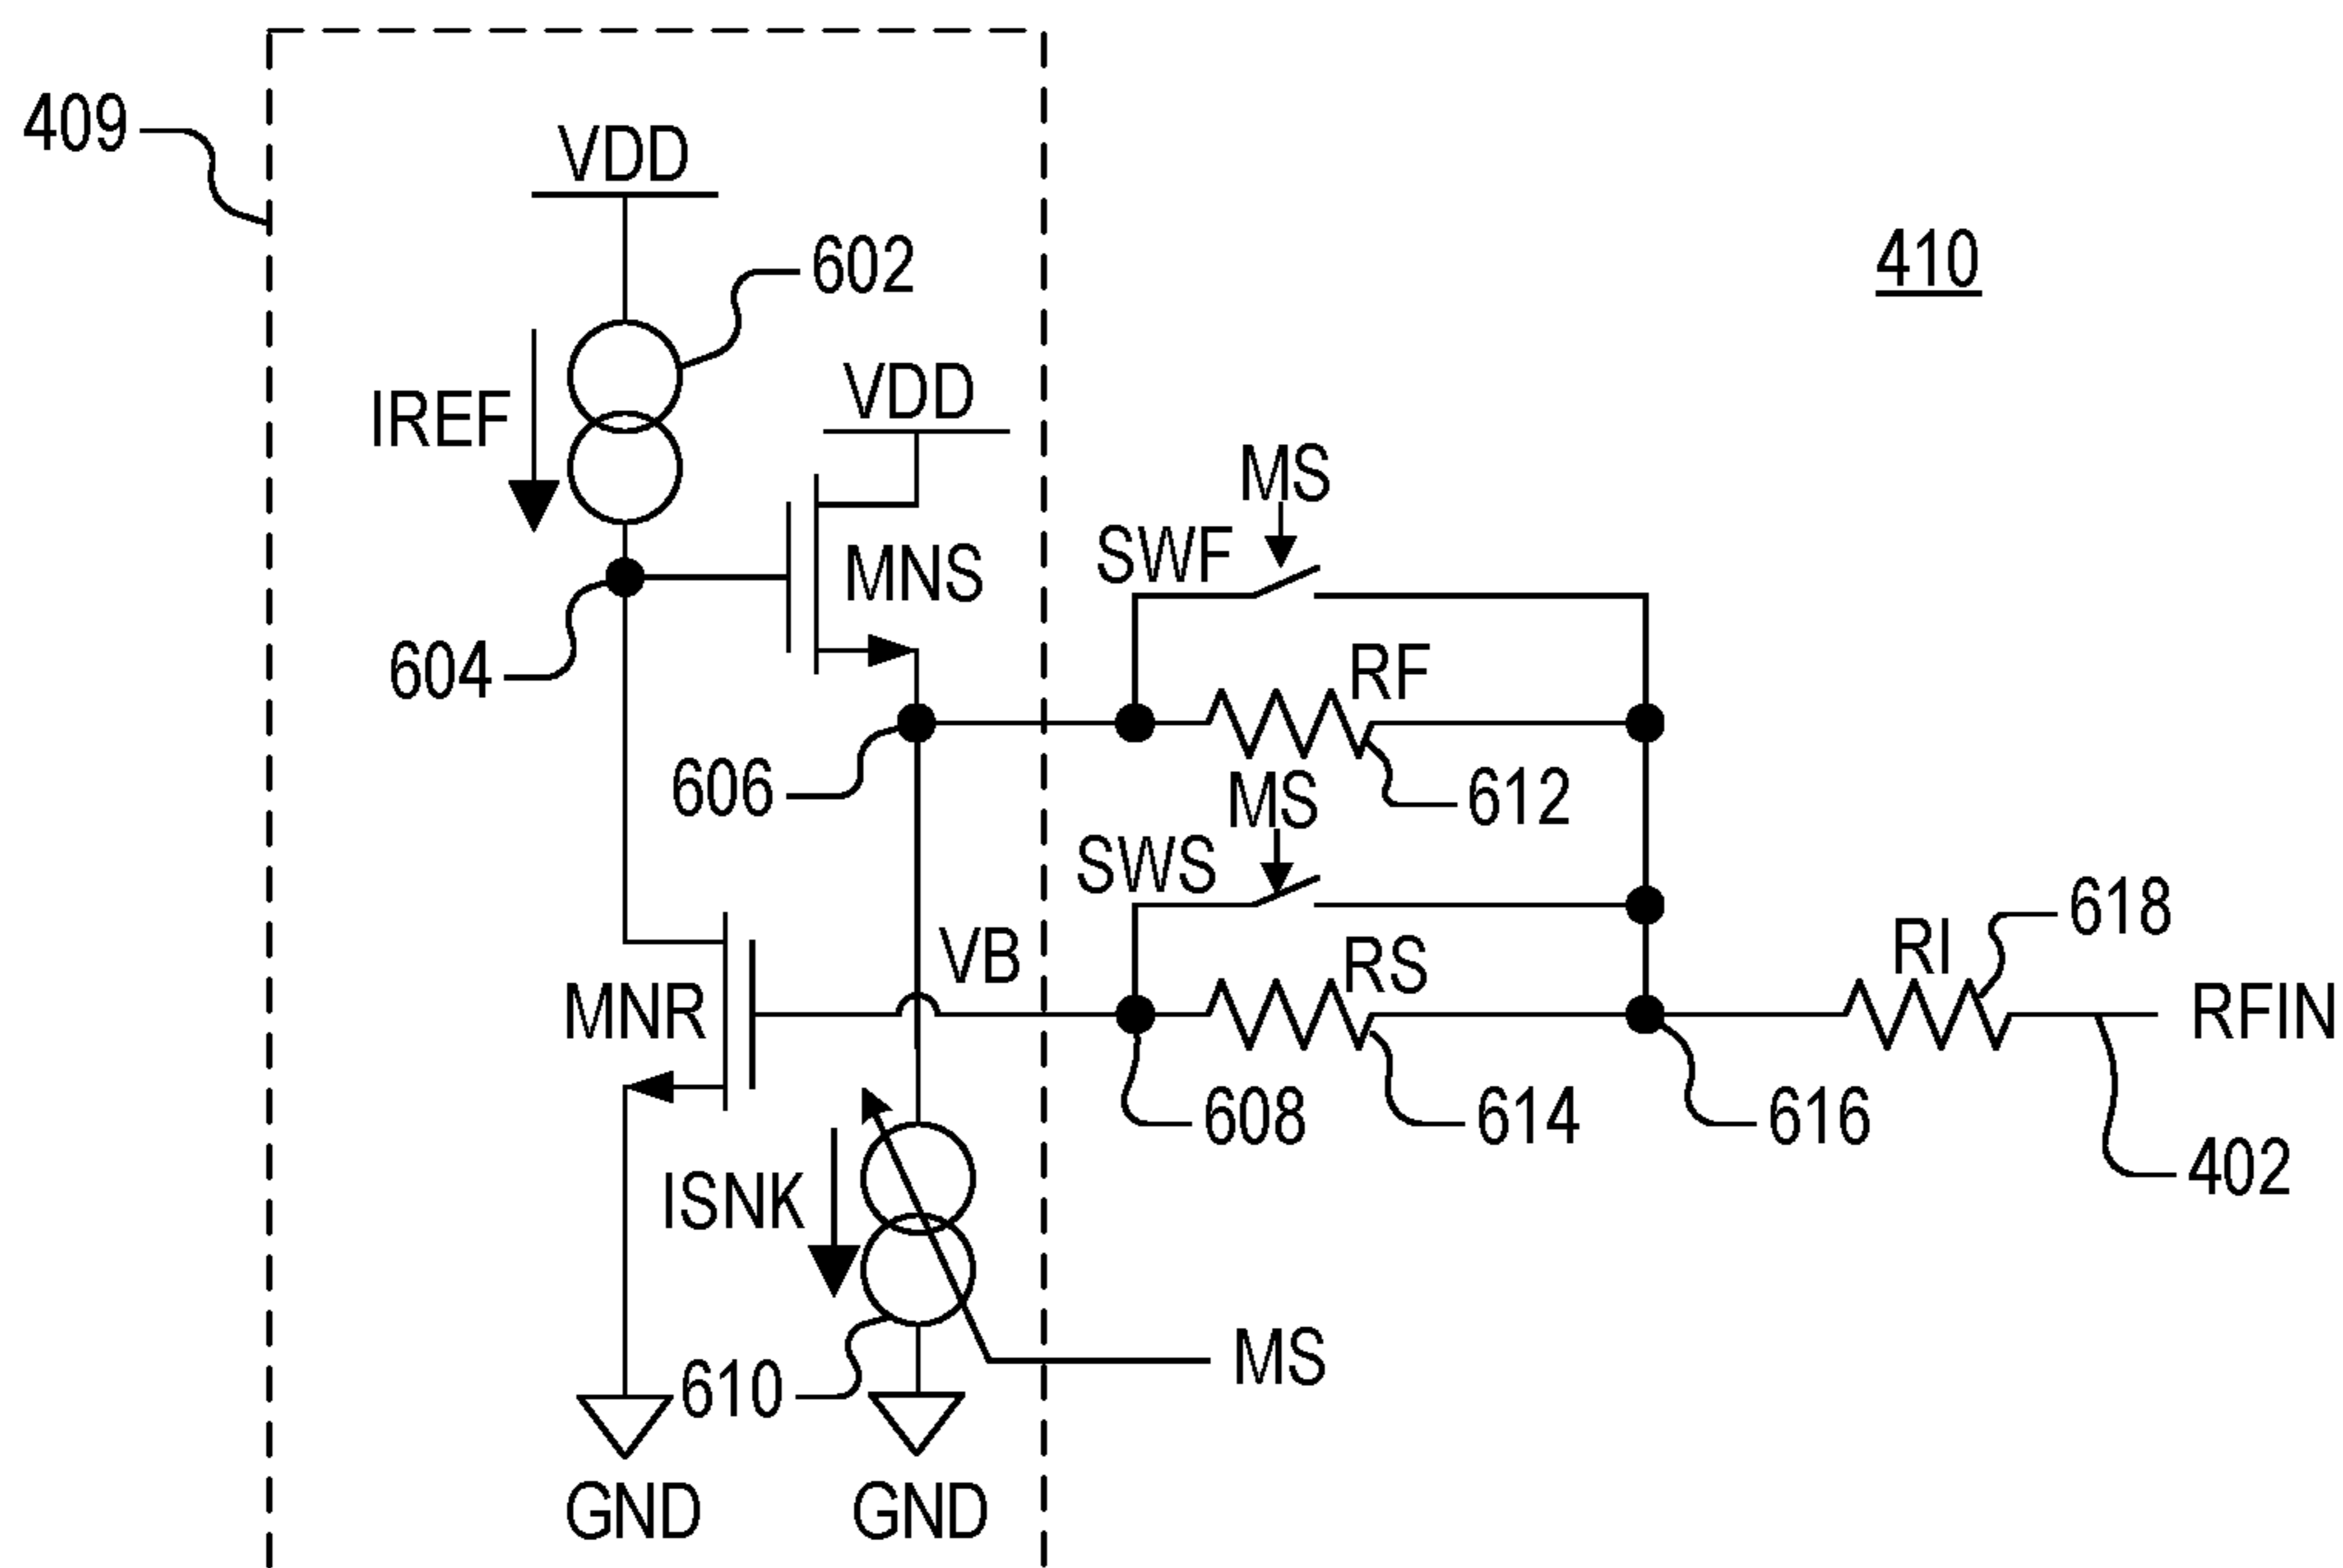 409
VDD
602
410
IREF
VDD
MS
SWF
MNS
604
RF
606
612
MS
SWS
618
VB
RS
RI
MNR
RFIN
608
614
616
402
ISNK
610
MS
GND
GND